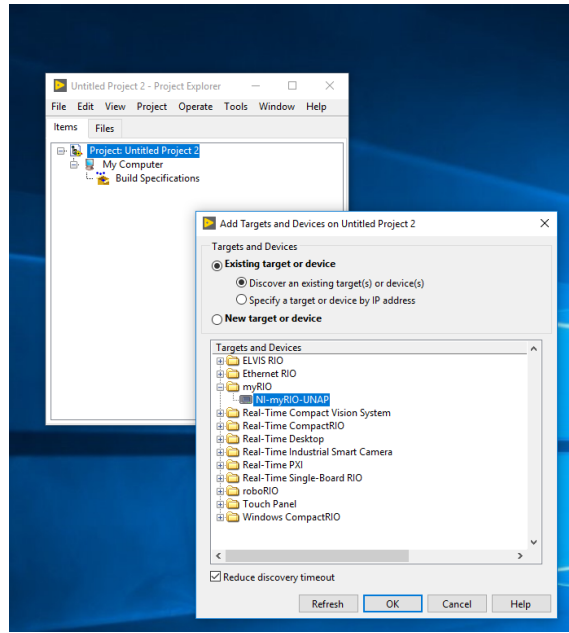 Untitled Project 2 - Project Explorer
File Edit View Project Operate Tools Window Help
Items Files
Project: Untitled Project 2
My Computer
Build Specifications
Add Targets and Devices on Untitled Project 2
Targets and Devices
Existing target or device
Discover an existing target(s) or device(s)
Specify a target or device by IP address
New target or device
Targets and Devices
ELVIS RIO
Ethernet RIO
myRIO
NI-myRIO-UNAP
Real-Time Compact Vision System
Real-Time CompactRIO
Real-Time Desktop
Real-Time Industrial Smart Camera
Real-Time PXI
Real-Time Single-Board RIO
roboRIO
Touch Panel
Windows CompactRIO
Reduce discovery timeout
Refresh OK Cancel Help